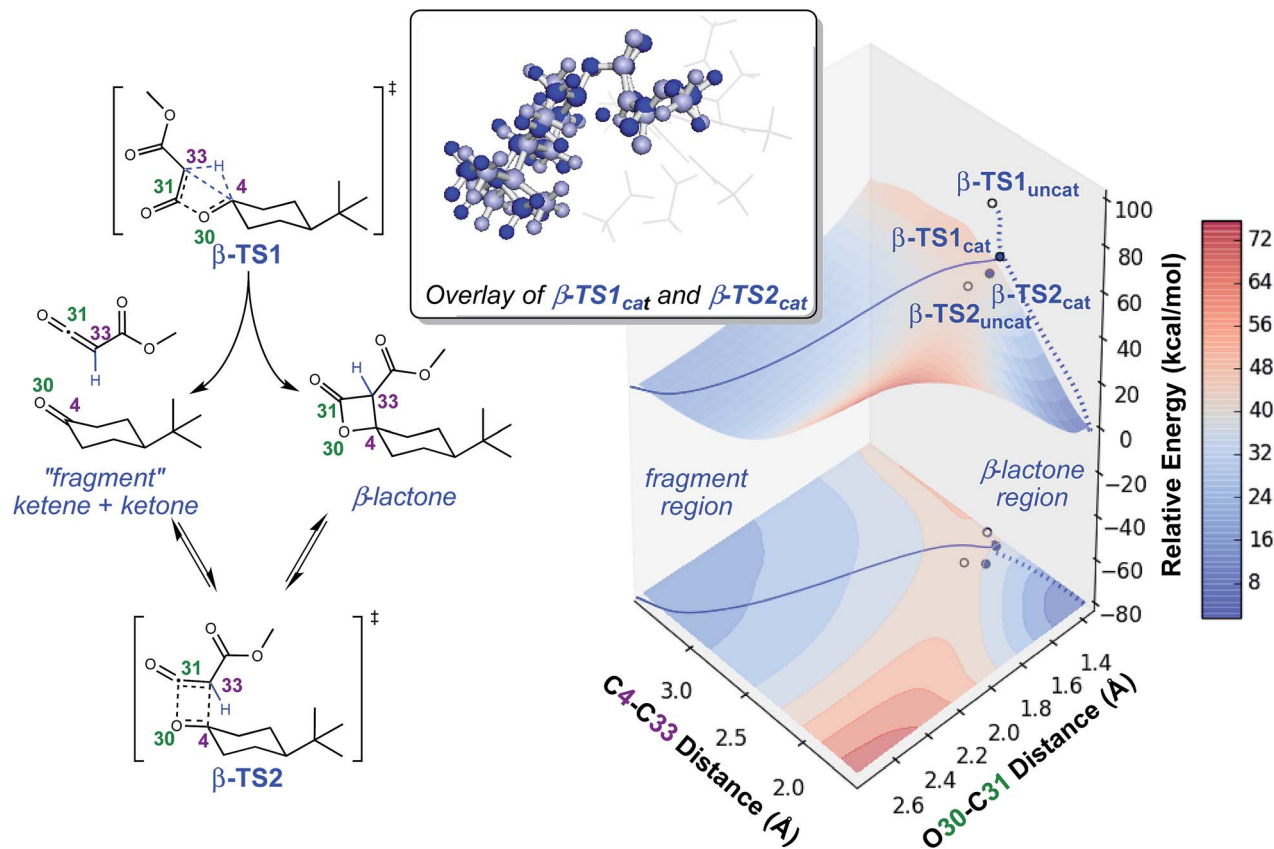 ‡
O
O
O
33
H
31
4
O
O
30
β-TS1
31
O
33
O
O
H
30
O
4
"fragment"
ketene + ketone
O
O
H
O
31
33
O
30
4
β-lactone
‡
O
O
O
31
33
H
O
30
4
β-TS2
Overlay of β-TS1cat and β-TS2cat
β-TS1uncat
β-TS1cat
β-TS2cat
β-TS2uncat
fragment
region
β-lactone
region
100
80
60
40
20
0
−20
−40
−60
−80
Relative Energy (kcal/mol)
72
64
56
48
40
32
24
16
8
3.0
2.5
2.0
C4-C33 Distance (Å)
1.4
1.6
1.8
2.0
2.2
2.4
2.6
O30-C31 Distance (Å)